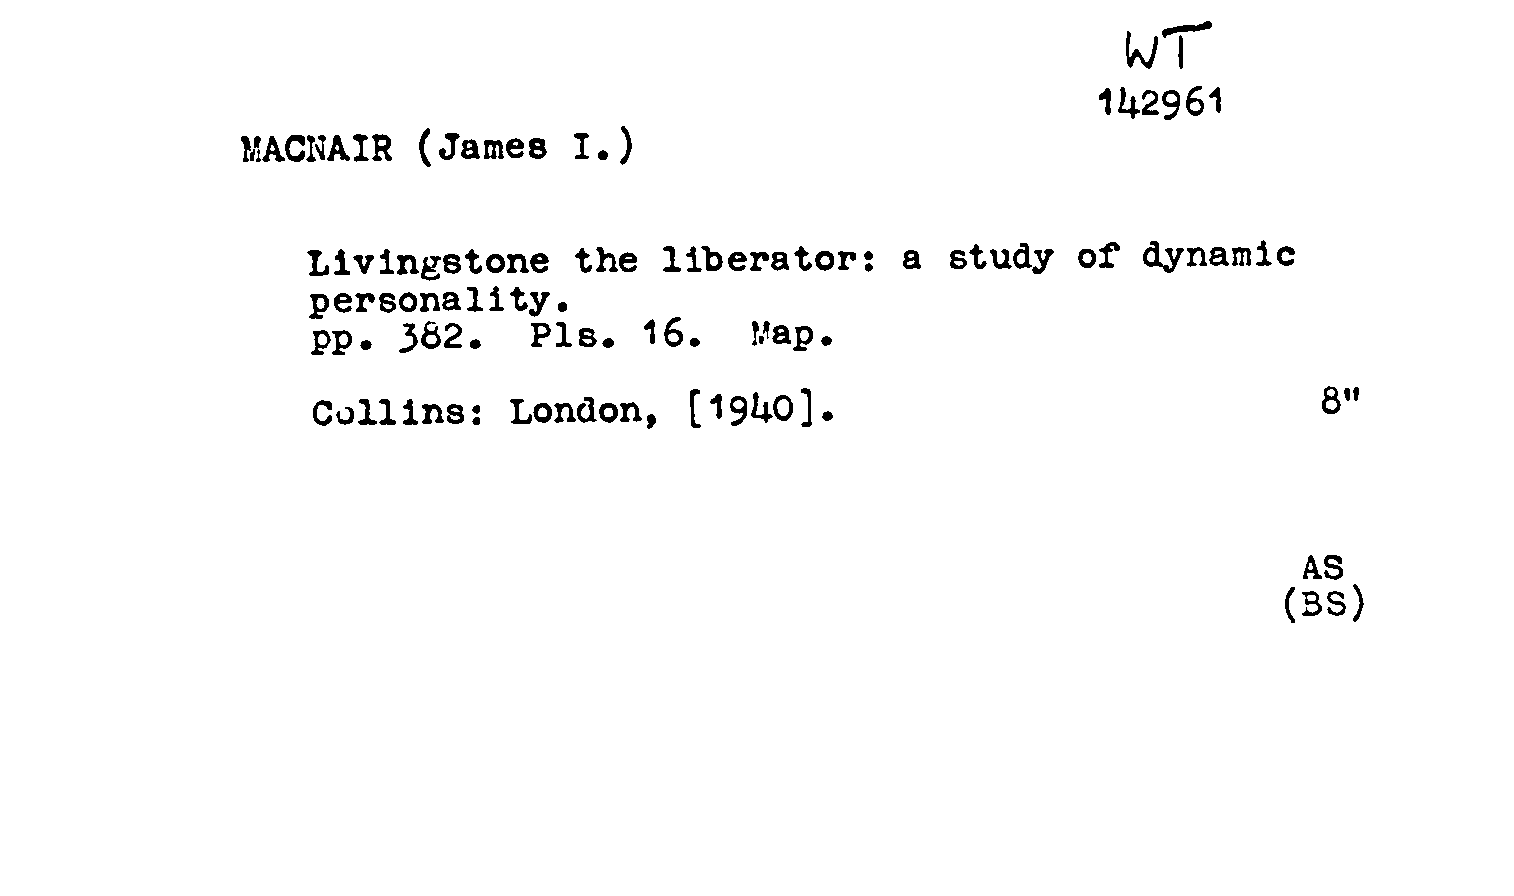 WT
142961
MACNAIR (James I.)
Livingstone the liberator: a study of dynamic
personality.
pp. 382. Pls. 16. Map.
Collins: London, [1940]. 8"
AS
(BS)